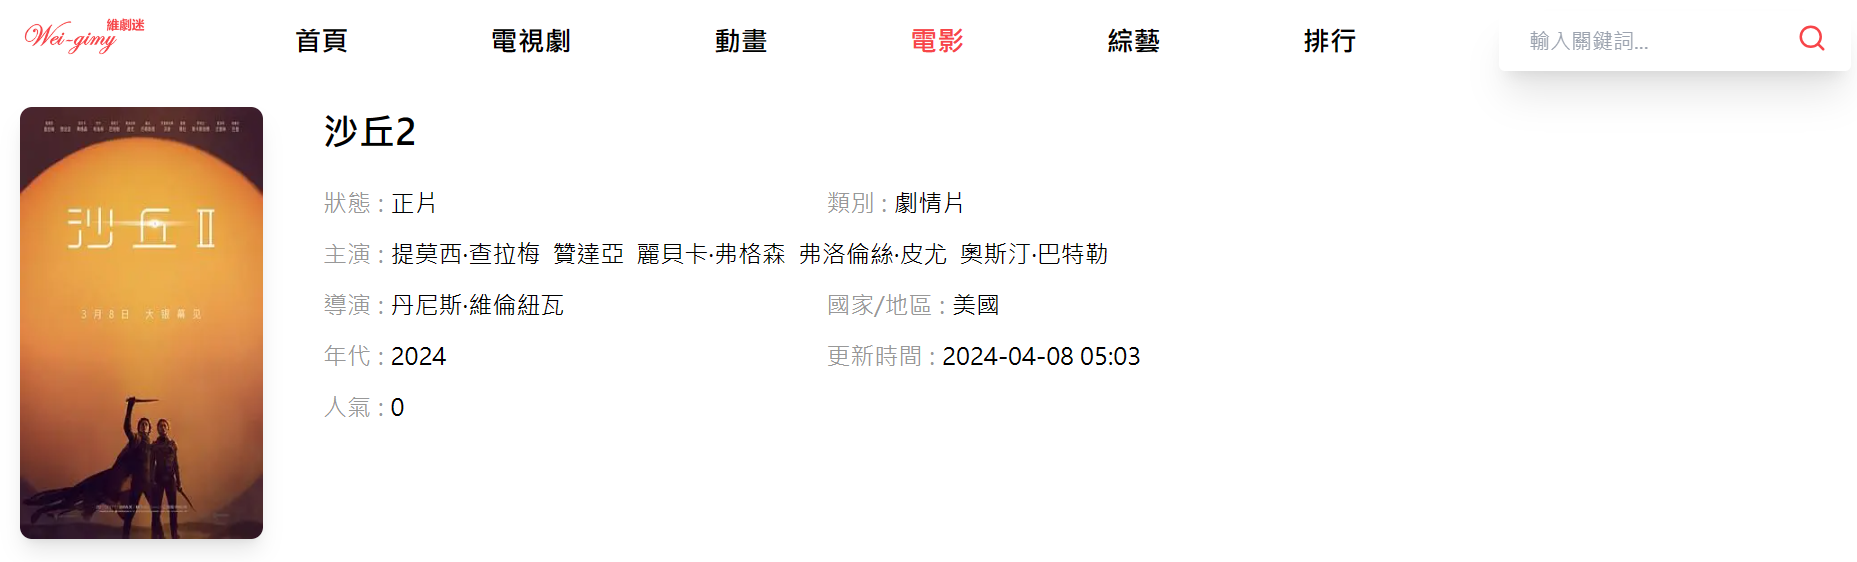 維劇迷
Wei-gimy
首頁 電視劇 動畫 電影 綜藝 排行 輸入關鍵詞...
沙丘2
狀態 : 正片 類別 : 劇情片
主演 : 提莫西·查拉梅 贊達亞 麗貝卡·弗格森 弗洛倫絲·皮尤 奧斯汀·巴特勒
導演 : 丹尼斯·維倫紐瓦 國家/地區 : 美國
年代 : 2024 更新時間 : 2024-04-08 05:03
人氣 : 0
沙丘II
3月8日 大银幕见